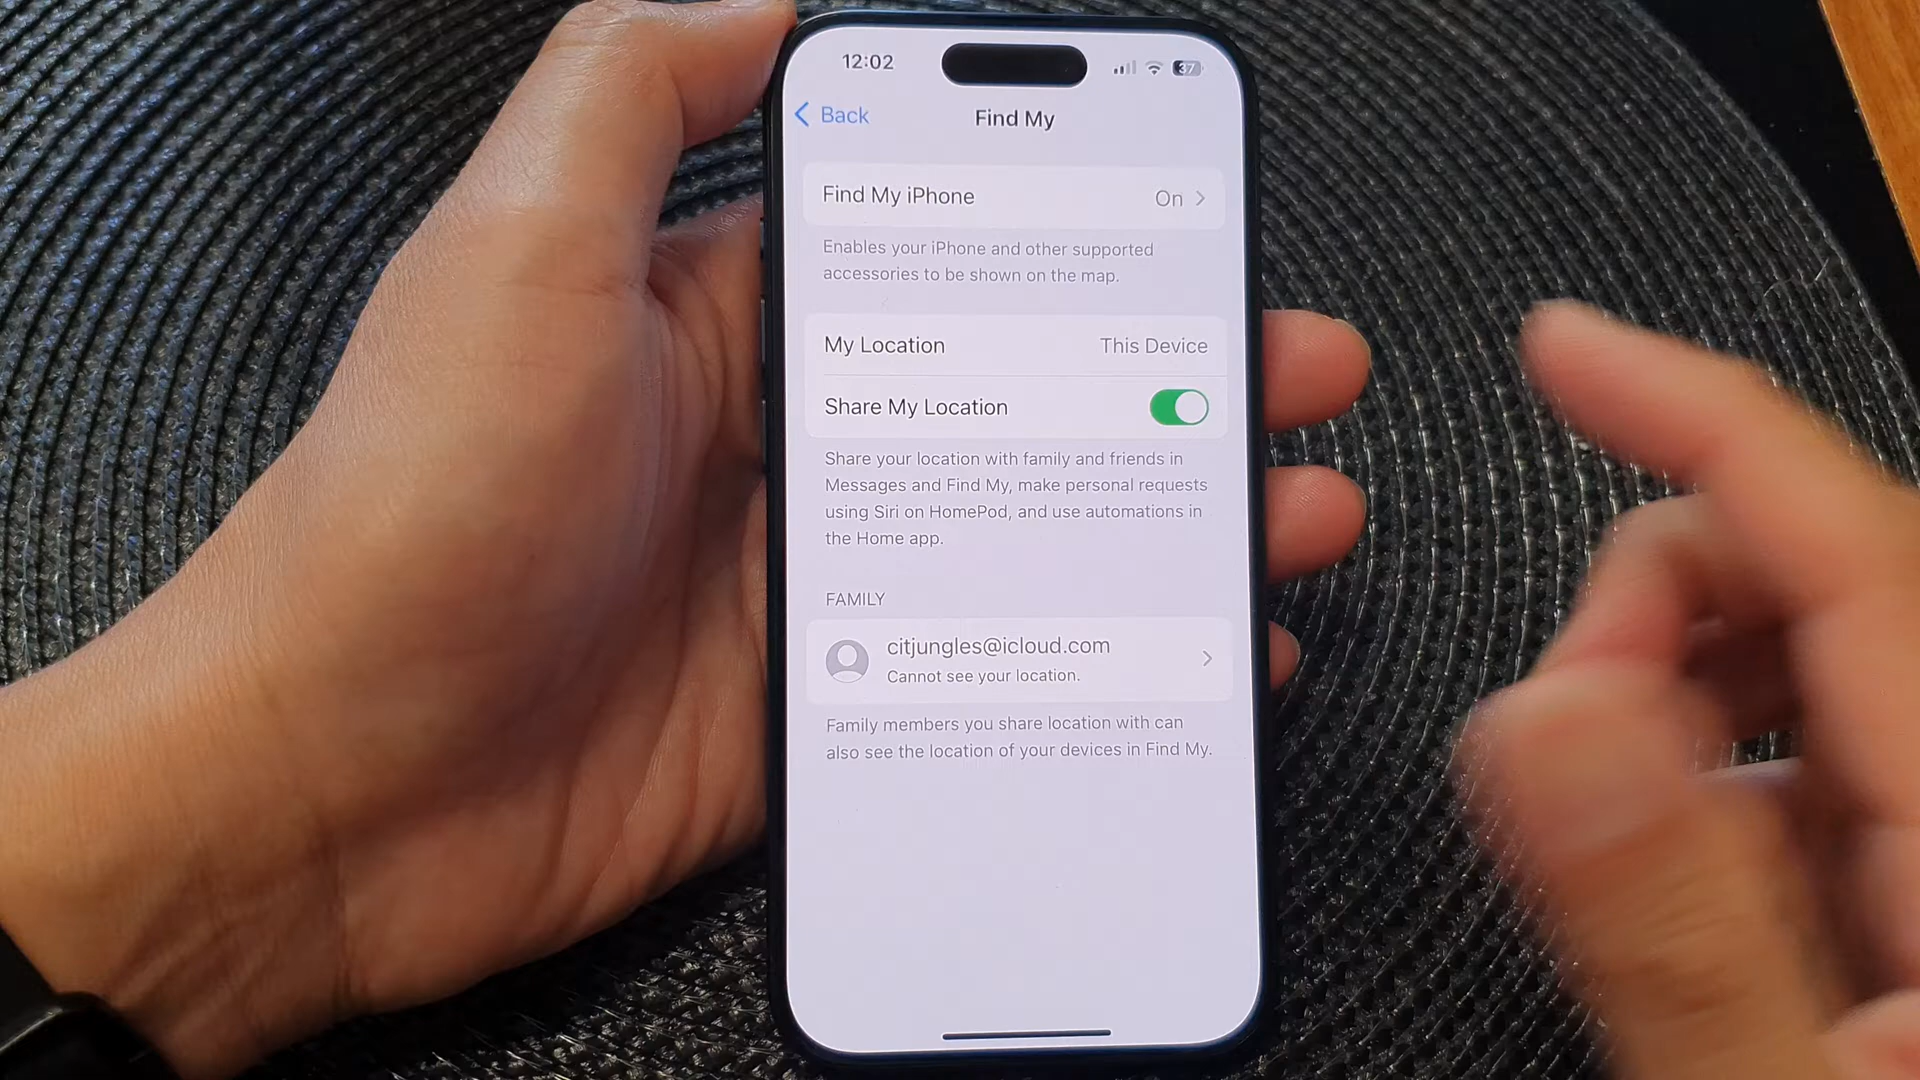 12:02
37
Back
Find My
Find My iPhone
On
Enables your iPhone and other supported
accessories to be shown on the map.
My Location
This Device
Share My Location
Share your location with family and friends in
Messages and Find My, make personal requests
using Siri on HomePod, and use automations in
the Home app.
FAMILY
citjungles@icloud.com
Cannot see your location.
Family members you share location with can
also see the location of your devices in Find My.